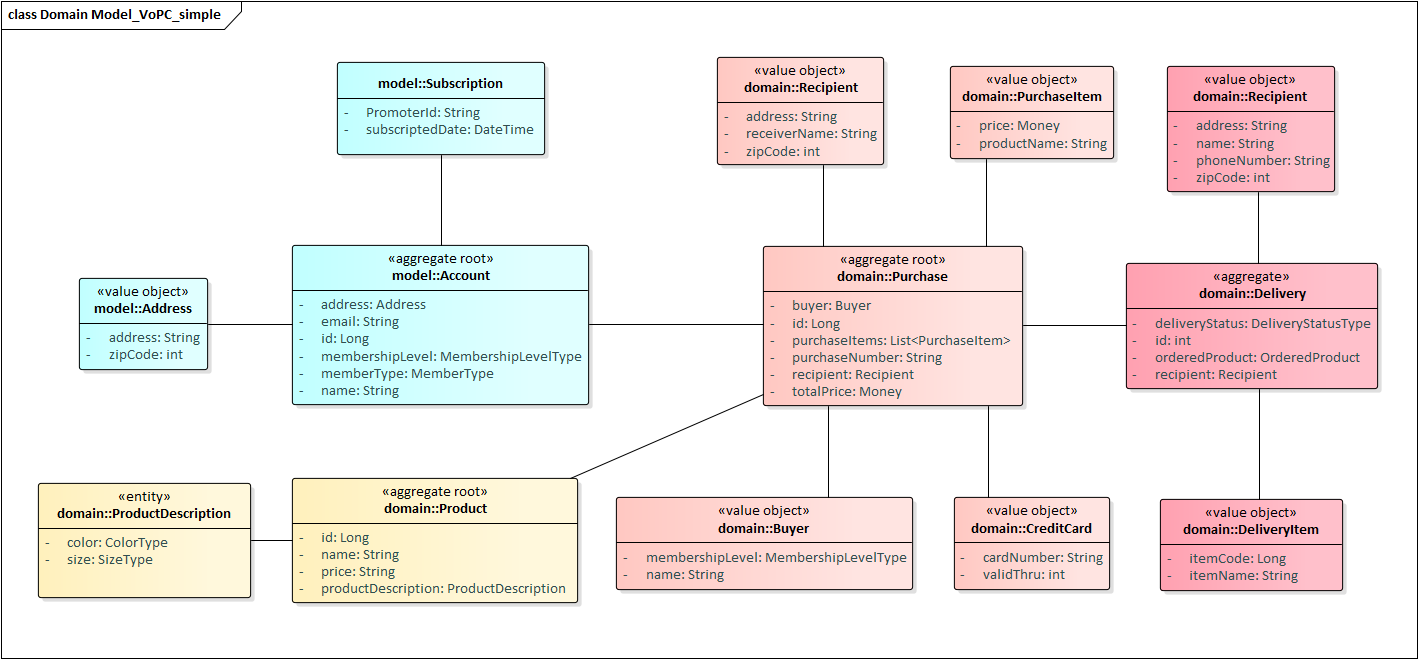 class Domain Model_VoPC_simple
model::Subscription
- PromoterId: String
- subscriptedDate: DateTime
«value object»
domain::Recipient
- address: String
- receiverName: String
- zipCode: int
«value object»
domain::PurchaseItem
- price: Money
- productName: String
«value object»
domain::Recipient
- address: String
- name: String
- phoneNumber: String
- zipCode: int
«value object»
model::Address
- address: String
- zipCode: int
«aggregate root»
model::Account
- address: Address
- email: String
- id: Long
- membershipLevel: MembershipLevelType
- memberType: MemberType
- name: String
«aggregate root»
domain::Purchase
- buyer: Buyer
- id: Long
- purchaseItems: List<PurchaseItem>
- purchaseNumber: String
- recipient: Recipient
- totalPrice: Money
«aggregate»
domain::Delivery
- deliveryStatus: DeliveryStatusType
- id: int
- orderedProduct: OrderedProduct
- recipient: Recipient
«entity»
domain::ProductDescription
- color: ColorType
- size: SizeType
«aggregate root»
domain::Product
- id: Long
- name: String
- price: String
- productDescription: ProductDescription
«value object»
domain::Buyer
- membershipLevel: MembershipLevelType
- name: String
«value object»
domain::CreditCard
- cardNumber: String
- validThru: int
«value object»
domain::DeliveryItem
- itemCode: Long
- itemName: String